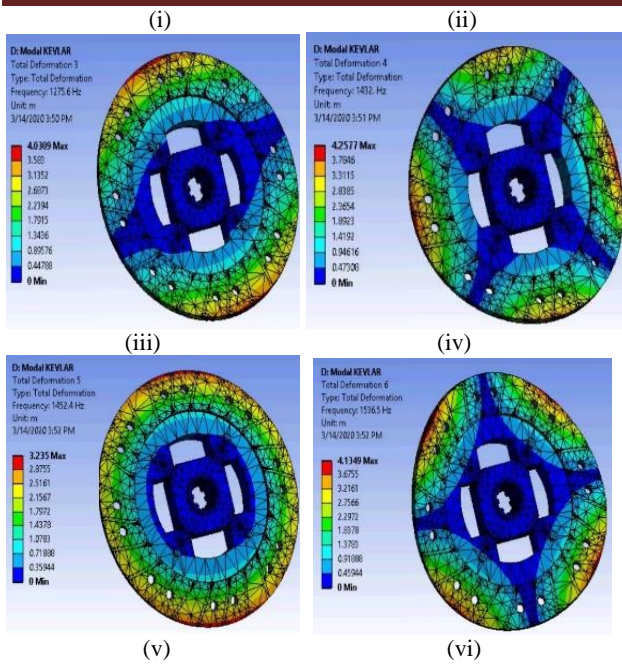 (i) (ii)
D: Modal KEVLAR
Total Deformation 3
Type: Total Deformation
Frequency: 1275.6 Hz
Unit: m
3/14/2020 3:50 PM
4.0309 Max
3.583
3.1352
2.6873
2.2394
1.7915
1.3436
0.89576
0.44788
0 Min
D: Modal KEVLAR
Total Deformation 4
Type: Total Deformation
Frequency: 1432. Hz
Unit: m
3/14/2020 3:51 PM
4.2577 Max
3.7846
3.3115
2.8385
2.3654
1.8923
1.4192
0.94616
0.47308
0 Min
(iii) (iv)
D: Modal KEVLAR
Total Deformation 5
Type: Total Deformation
Frequency: 1452.4 Hz
Unit: m
3/14/2020 3:52 PM
3.235 Max
2.8755
2.5161
2.1567
1.7972
1.4378
1.0783
0.71888
0.35944
0 Min
D: Modal KEVLAR
Total Deformation 6
Type: Total Deformation
Frequency: 1536.5 Hz
Unit: m
3/14/2020 3:52 PM
4.1349 Max
3.6755
3.2161
2.7566
2.2972
1.8378
1.3783
0.91888
0.45944
0 Min
(v) (vi)